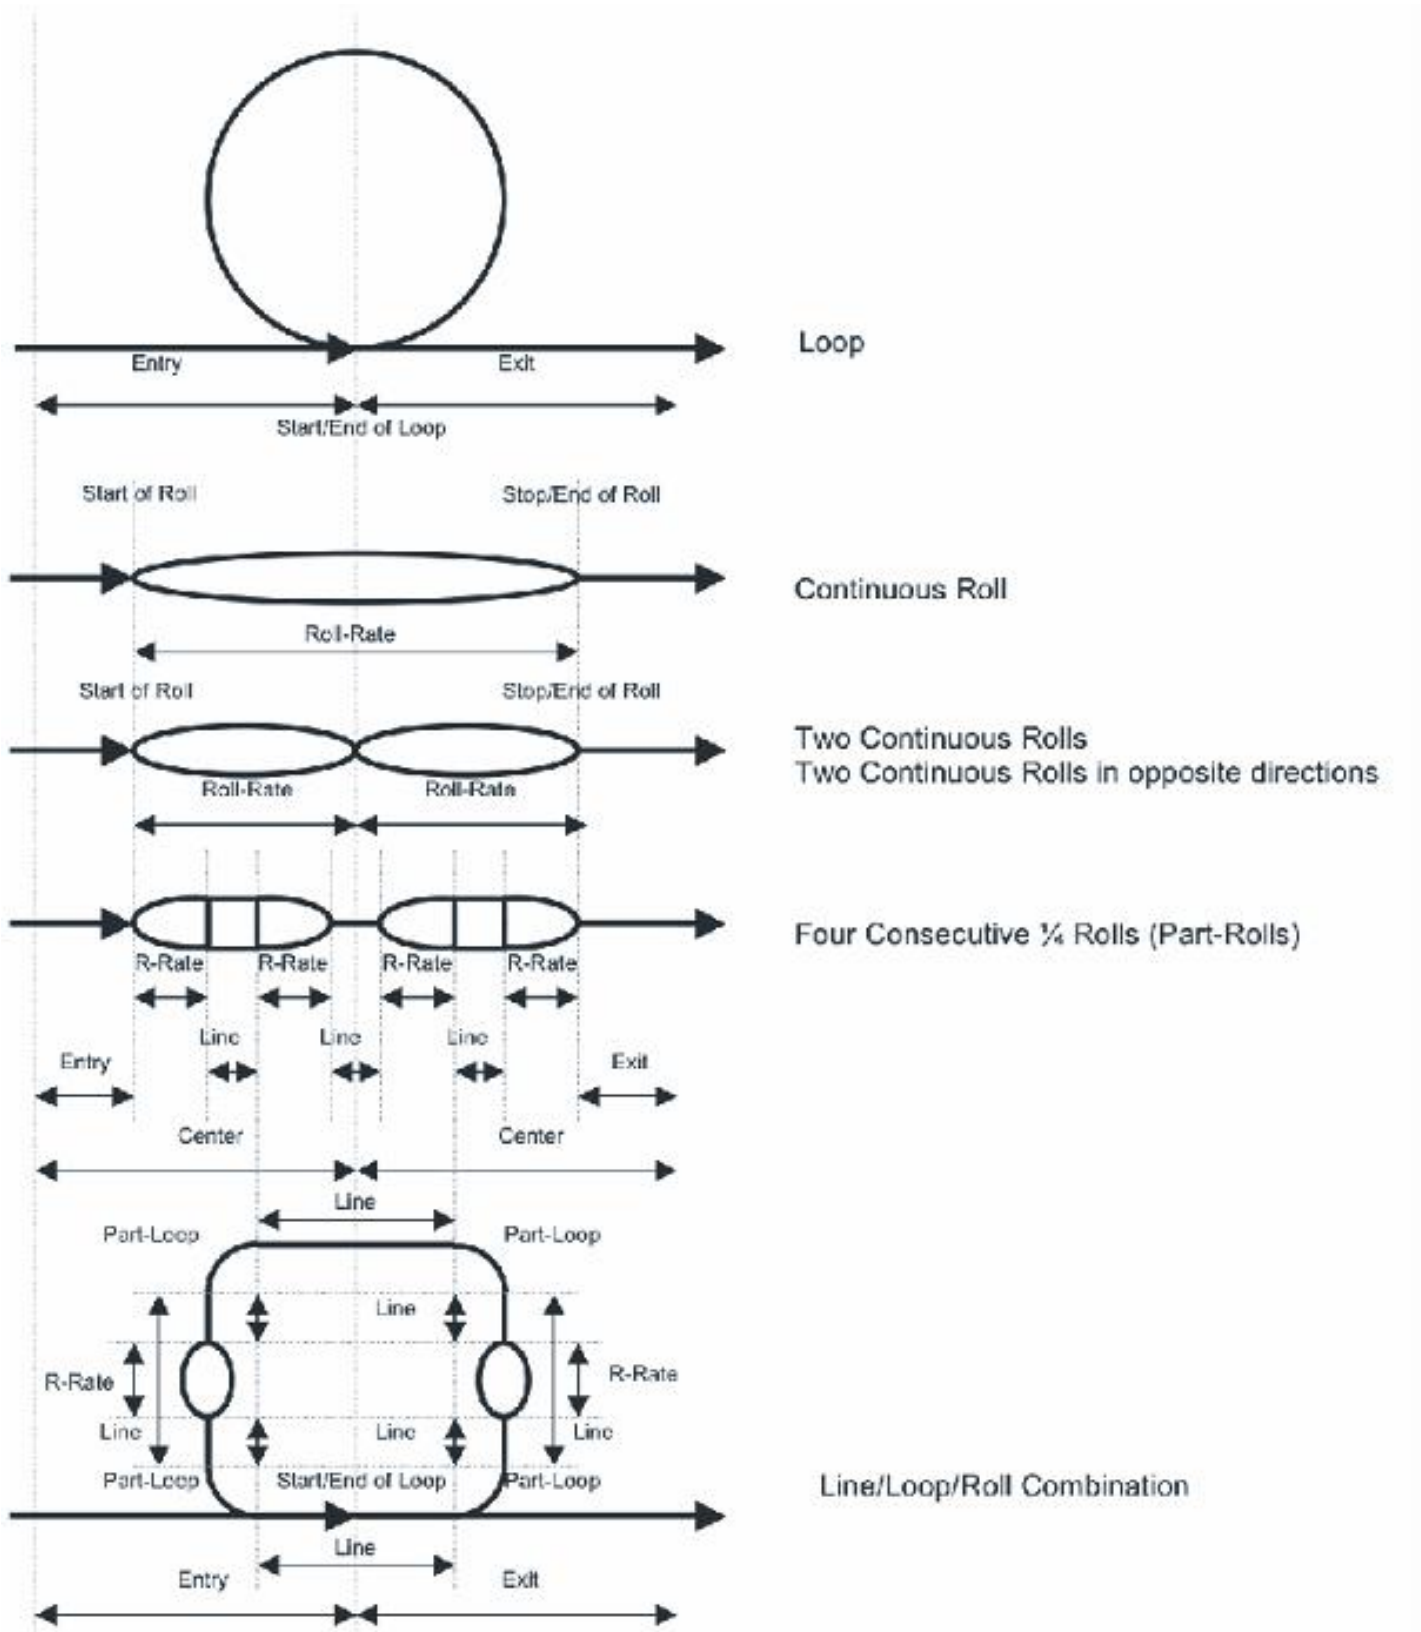 Loop
Entry
Exit
Start/End of Loop
Start of Roll
Stop/End of Roll
Continuous Roll
Roll-Rate
Start of Roll
Stop/End of Roll
Two Continuous Rolls
Two Continuous Rolls in opposite directions
Roll-Rate
Roll-Rate
Four Consecutive ¼ Rolls (Part-Rolls)
R-Rate
R-Rate
R-Rate
R-Rate
Line
Line
Line
Entry
Exit
Center
Center
Line
Part-Loop
Part-Loop
Line
R-Rate
R-Rate
Line
Line
Line
Part-Loop
Start/End of Loop
Part-Loop
Line/Loop/Roll Combination
Line
Entry
Exit